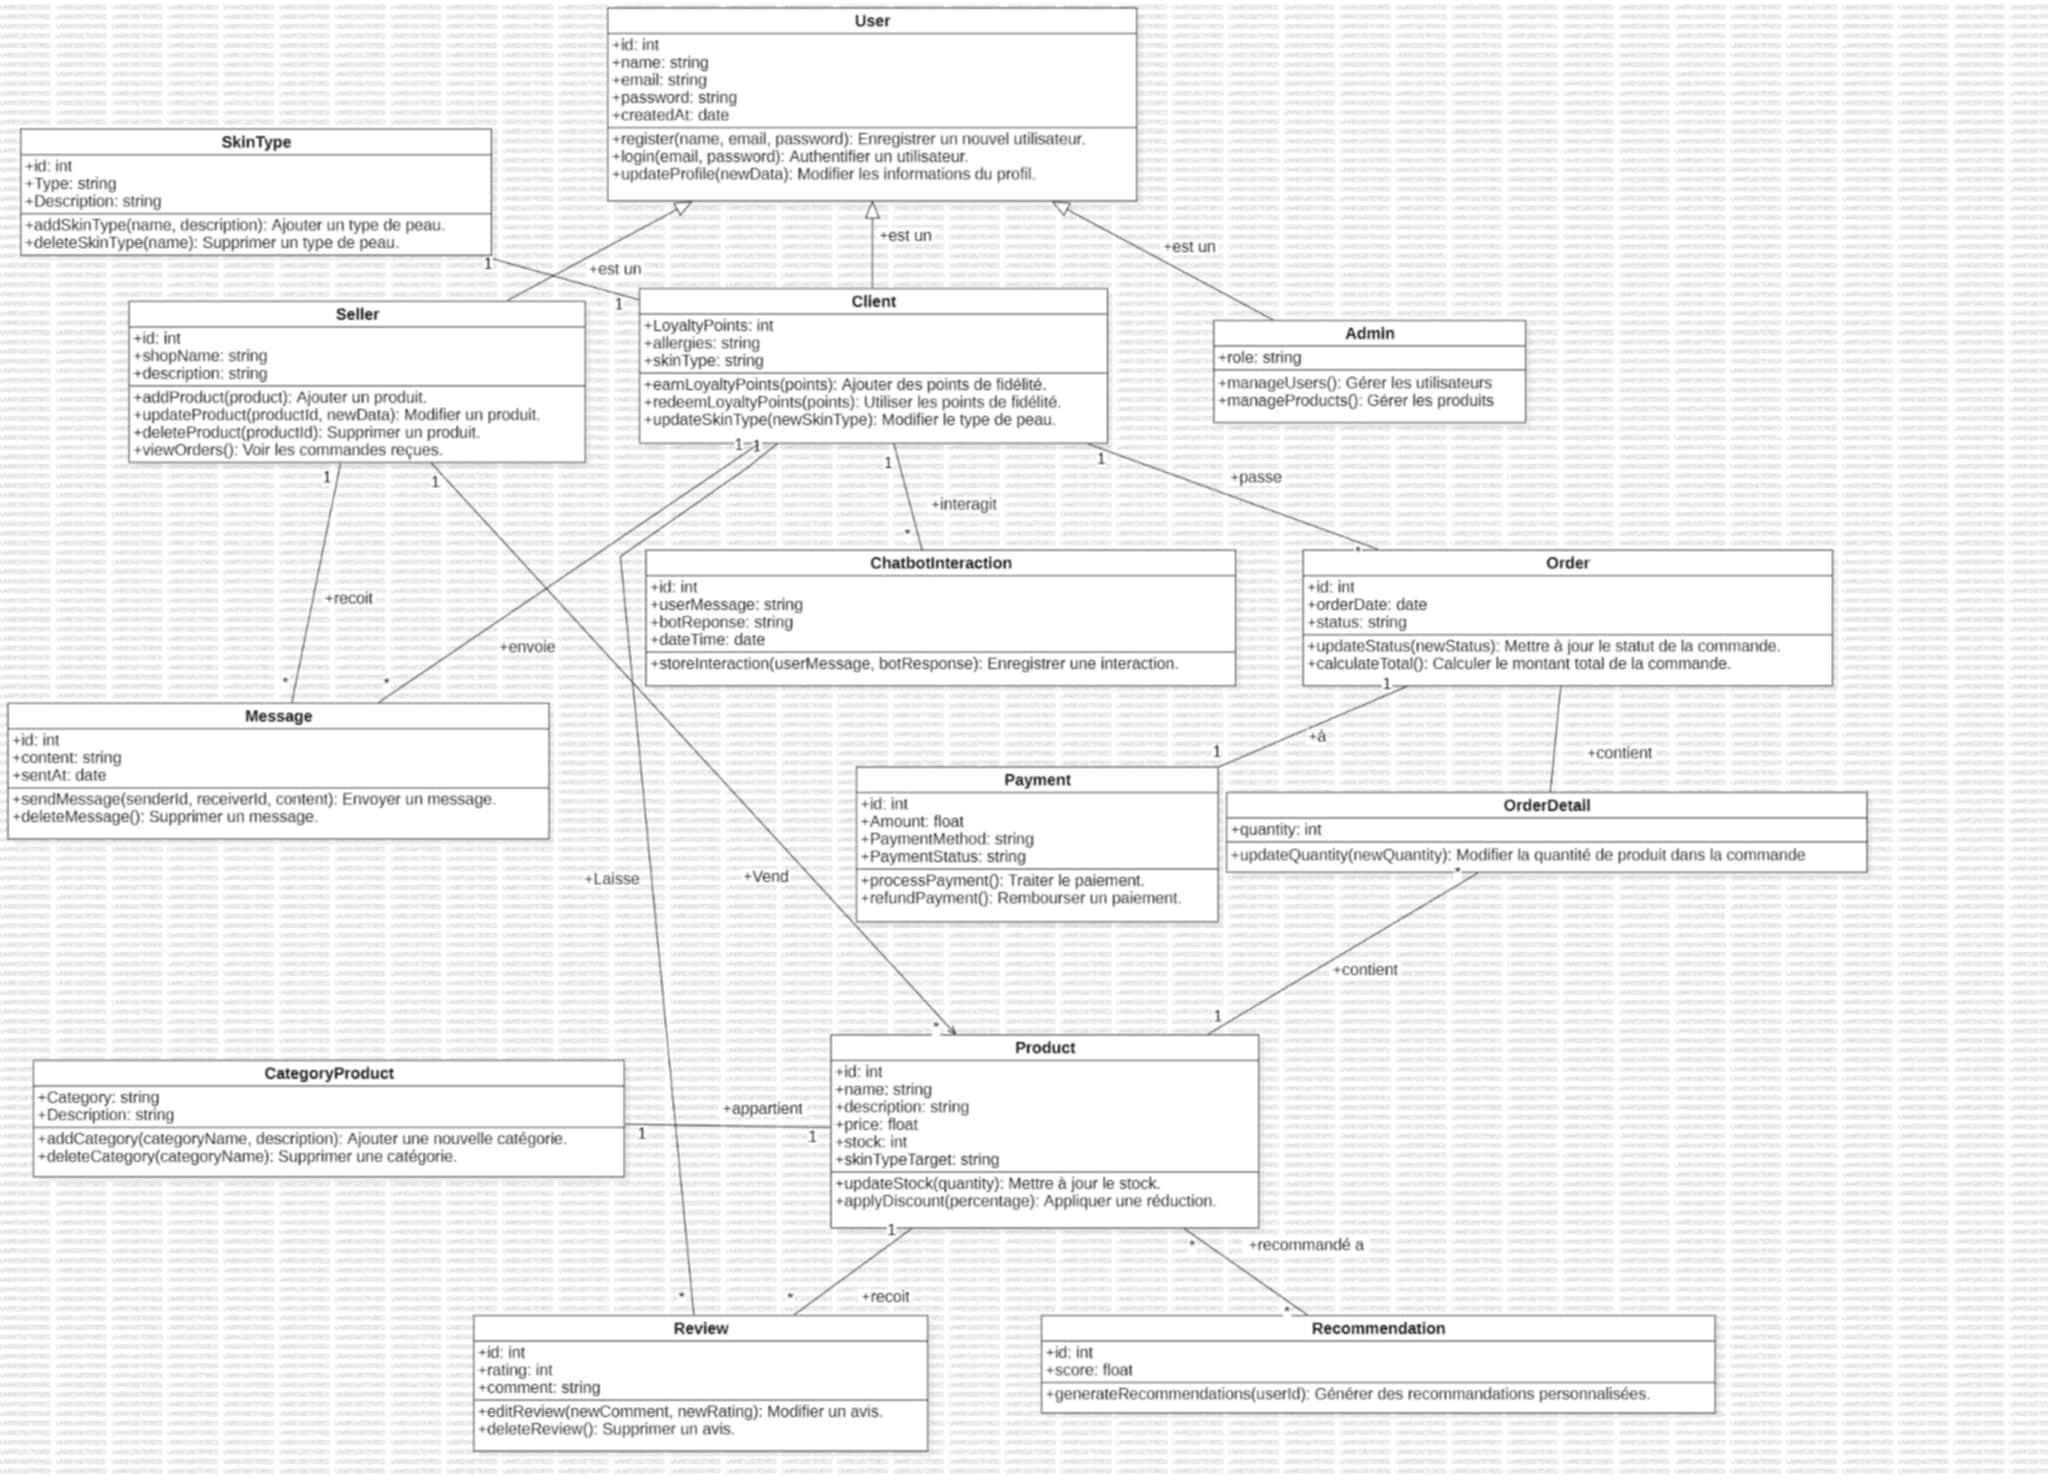 User
+id: int
+name: string
+email: string
+password: string
+createdAt: date
+register(name, email, password): Enregistrer un nouvel utilisateur.
+login(email, password): Authentifier un utilisateur.
+updateProfile(newData): Modifier les informations du profil.
SkinType
+id: int
+Type: string
+Description: string
+addSkinType(name, description): Ajouter un type de peau.
+deleteSkinType(name): Supprimer un type de peau.
+est un
+est un
+est un
1
1
Seller
+id: int
+shopName: string
+description: string
+addProduct(product): Ajouter un produit.
+updateProduct(productId, newData): Modifier un produit.
+deleteProduct(productId): Supprimer un produit.
+viewOrders(): Voir les commandes reçues.
Client
+LoyaltyPoints: int
+allergies: string
+skinType: string
+earnLoyaltyPoints(points): Ajouter des points de fidélité.
+redeemLoyaltyPoints(points): Utiliser les points de fidélité.
+updateSkinType(newSkinType): Modifier le type de peau.
Admin
+role: string
+manageUsers(): Gérer les utilisateurs
+manageProducts(): Gérer les produits
1
1
1
1
1
1
+passe
+interagit
*
*
ChatbotInteraction
+id: int
+userMessage: string
+botReponse: string
+dateTime: date
+storeInteraction(userMessage, botResponse): Enregistrer une interaction.
Order
+id: int
+orderDate: date
+status: string
+updateStatus(newStatus): Mettre à jour le statut de la commande.
+calculateTotal(): Calculer le montant total de la commande.
+recoit
+envoie
*
*
Message
+id: int
+content: string
+sentAt: date
+sendMessage(senderId, receiverId, content): Envoyer un message.
+deleteMessage(): Supprimer un message.
1
+à
1
+contient
Payment
+id: int
+Amount: float
+PaymentMethod: string
+PaymentStatus: string
+processPayment(): Traiter le paiement.
+refundPayment(): Rembourser un paiement.
OrderDetail
+quantity: int
+updateQuantity(newQuantity): Modifier la quantité de produit dans la commande
*
+Laisse
+Vend
+contient
1
*
Product
+id: int
+name: string
+description: string
+price: float
+stock: int
+skinTypeTarget: string
+updateStock(quantity): Mettre à jour le stock.
+applyDiscount(percentage): Appliquer une réduction.
CategoryProduct
+Category: string
+Description: string
+addCategory(categoryName, description): Ajouter une nouvelle catégorie.
+deleteCategory(categoryName): Supprimer une catégorie.
+appartient
1
1
1
*
+recommandé a
*
*
+recoit
*
Review
+id: int
+rating: int
+comment: string
+editReview(newComment, newRating): Modifier un avis.
+deleteReview(): Supprimer un avis.
Recommendation
+id: int
+score: float
+generateRecommendations(userId): Générer des recommandations personnalisées.